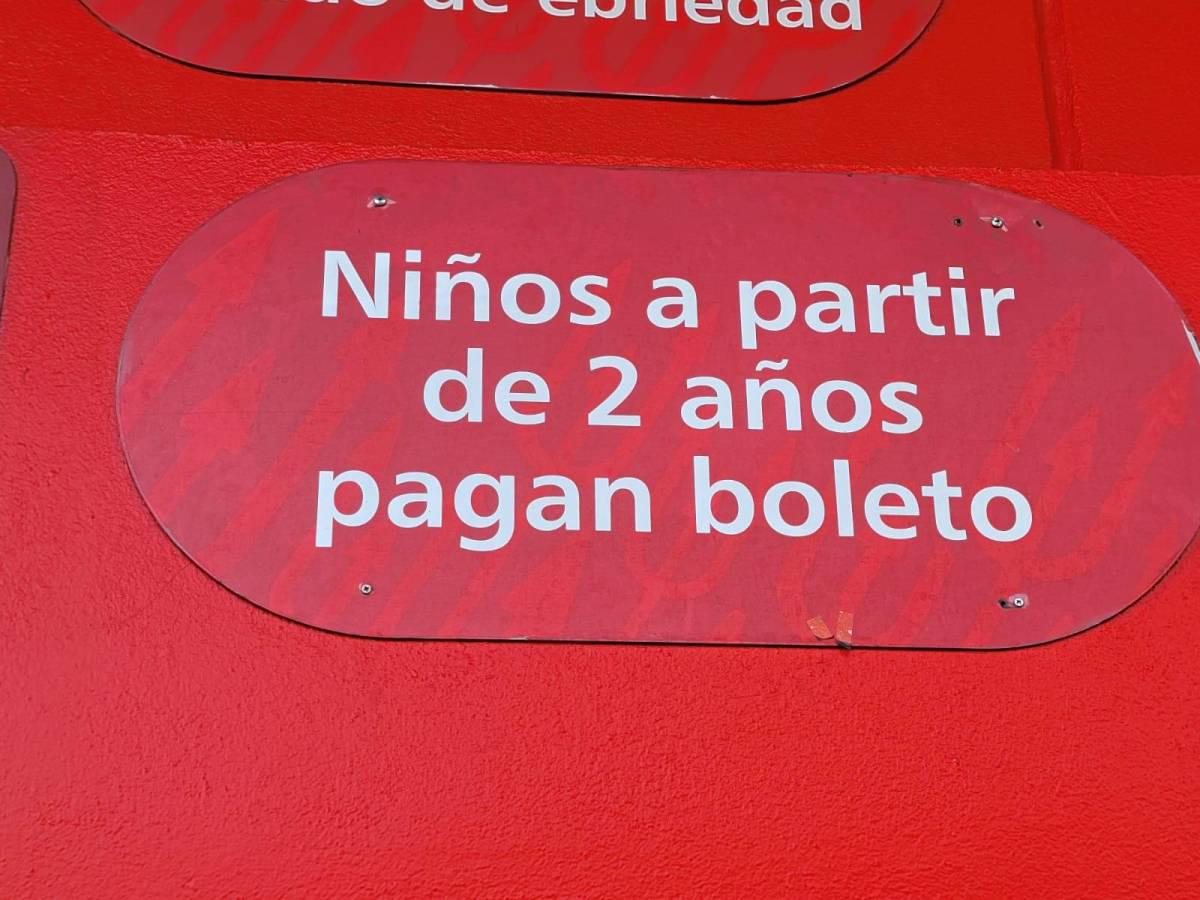 de ebriedad
Niños a partir
de 2 años
pagan boleto